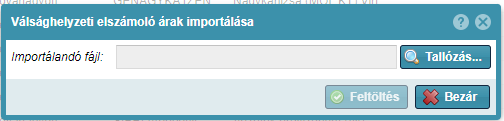 Válsághelyzeti elszámoló árak importálása
Importálandó fájl: Tallózás...
Feltöltés Bezár